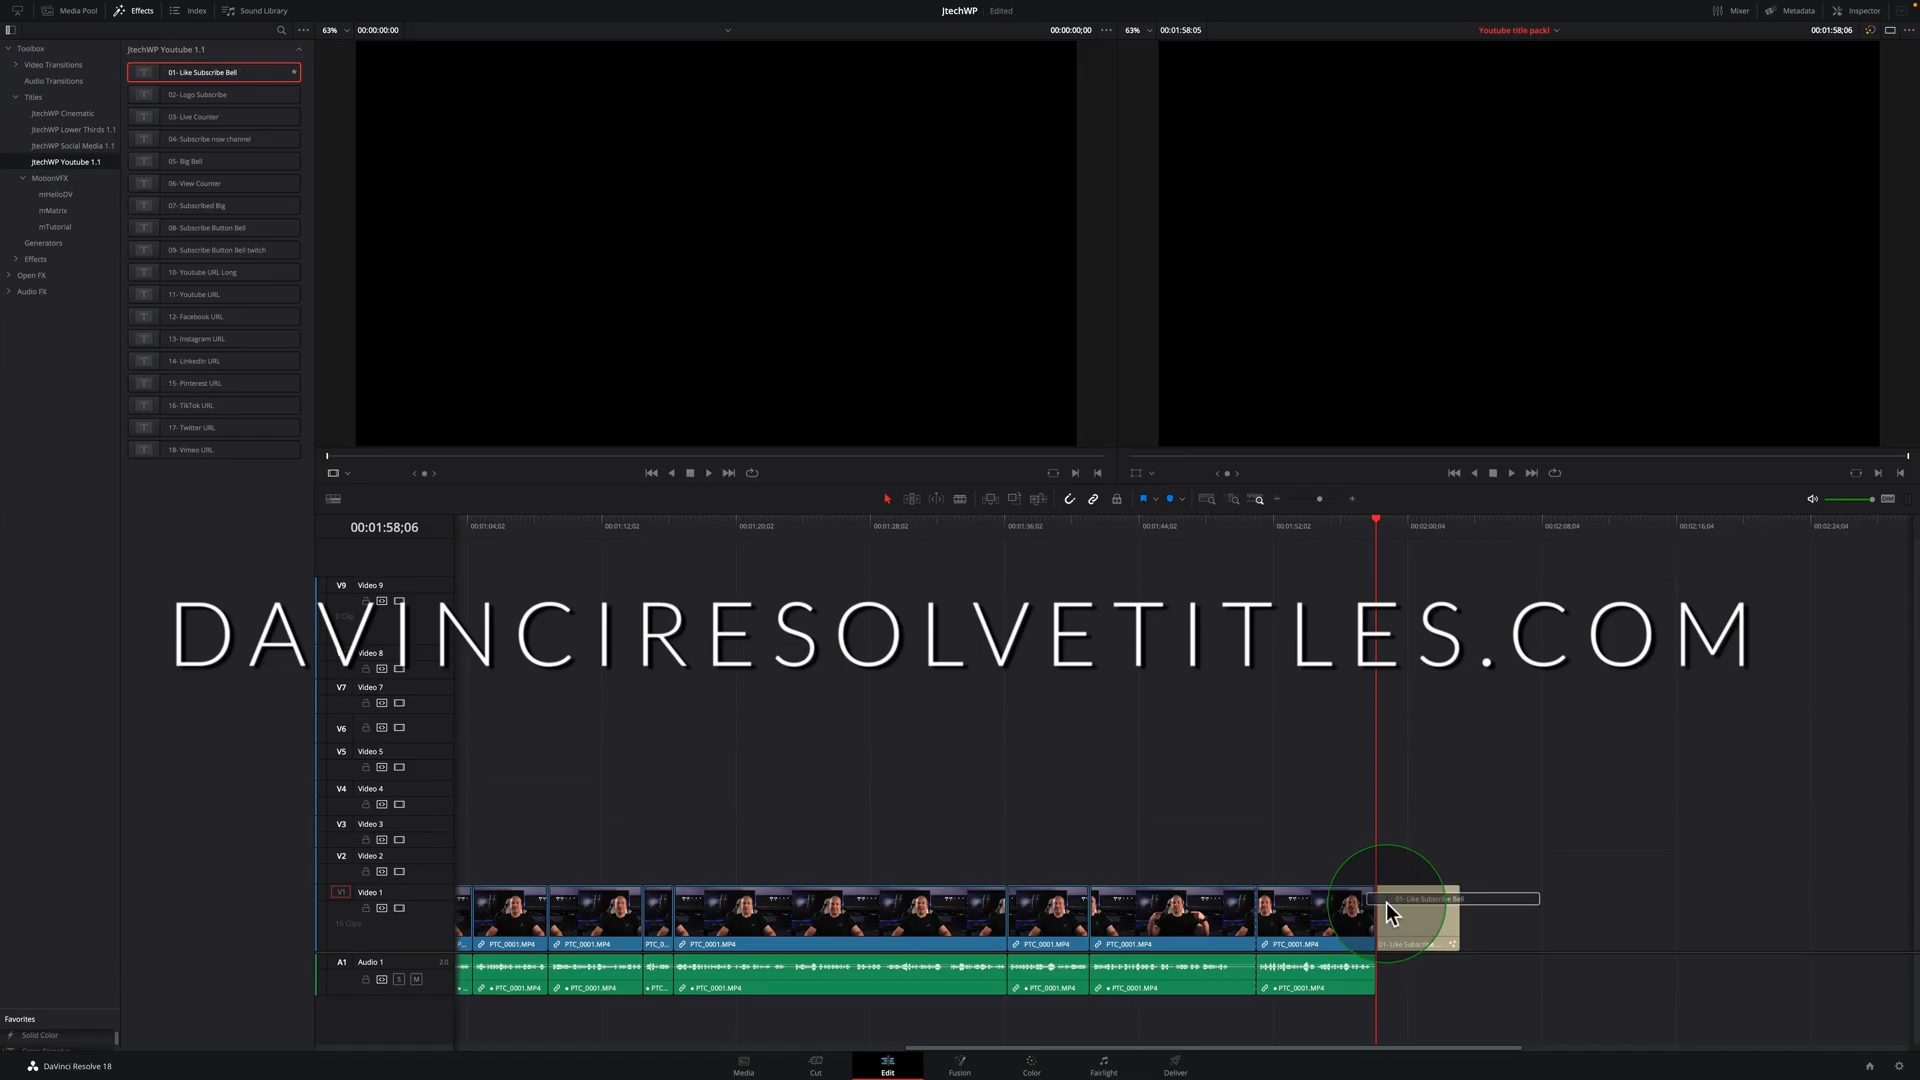 Media Pool
Effects
Index
Sound Library
JtechWP
Edited
Mixer
Metadata
Inspector
63%
00:00:00:00
00:00:00;00
63%
00:01:58:05
Youtube title packl
00:01:58;06
Toolbox
Video Transitions
Audio Transitions
Titles
JtechWP Cinematic
JtechWP Lower Thirds 1.1
JtechWP Social Media 1.1
JtechWP Youtube 1.1
MotionVFX
mHelloDV
mMatrix
mTutorial
Generators
Effects
Open FX
Audio FX
JtechWP Youtube 1.1
01- Like Subscribe Bell
02- Logo Subscribe
03- Live Counter
04- Subscribe now channel
05- Big Bell
06- View Counter
07- Subscribed Big
08- Subscribe Button Bell
09- Subscribe Button Bell twitch
10- Youtube URL Long
11- Youtube URL
12- Facebook URL
13- Instagram URL
14- LinkedIn URL
15- Pinterest URL
16- TikTok URL
17- Twitter URL
18- Vimeo URL
DIM
00:01:58;06
00:01:04;02
00:01:12;02
00:01:20;02
00:01:28;02
00:01:36;02
00:01:44;02
00:01:52;02
00:02:00;04
00:02:08;04
00:02:16;04
00:02:24;04
V9 Video 9
DAVINCIRESOLVETITLES.COM
Video 8
V7 Video 7
V6
V5 Video 5
V4 Video 4
V3 Video 3
V2 Video 2
V1 Video 1
16 Clips
01- Like Subscribe Bell
P...
PTC_0001.MP4
PTC_0001.MP4
PTC_0...
PTC_0001.MP4
PTC_0001.MP4
PTC_0001.MP4
PTC_0001.MP4
01- Like Subscribe ...
A1 Audio 1 2.0
S M
PTC_0001.MP4
PTC_0001.MP4
PTC...
PTC_0001.MP4
PTC_0001.MP4
PTC_0001.MP4
PTC_0001.MP4
Favorites
Solid Color
DaVinci Resolve 18
Media
Cut
Edit
Fusion
Color
Fairlight
Deliver